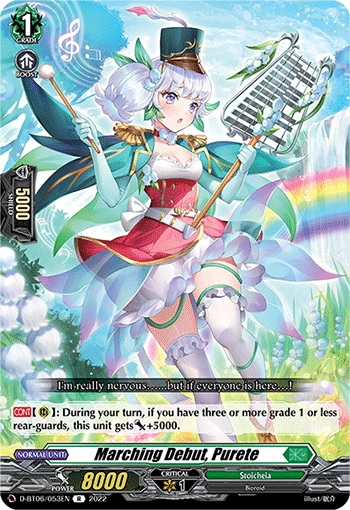 1
GRADE
BOOST
5000
SHIELD
I'm really nervous......but if everyone is here...!
CONT【 R 】: During your turn, if you have three or more grade 1 or less
rear-guards, this unit gets +5000.
NORMAL UNIT
Marching Debut, Purete
POWER 8000
CRITICAL
1
Stoicheia
Bioroid
D-BT06/053EN R 2022
illust/眠介